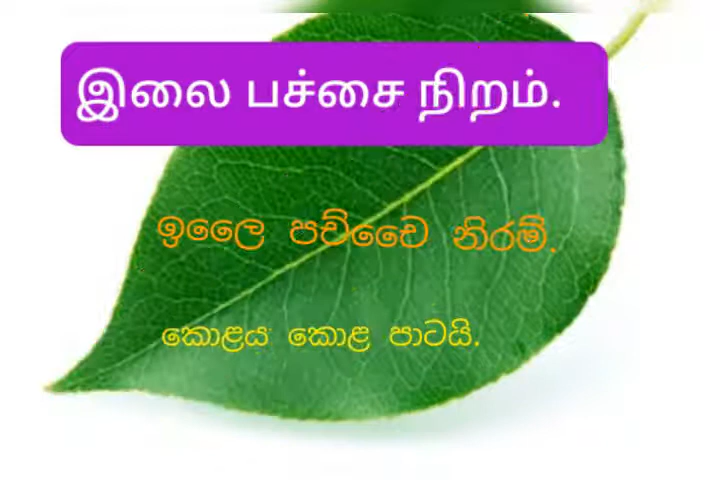 இலை பச்சை நிறம்.
ඉලෛ පච්චෛ නිරම්.
කොළය කොළ පාටයි.